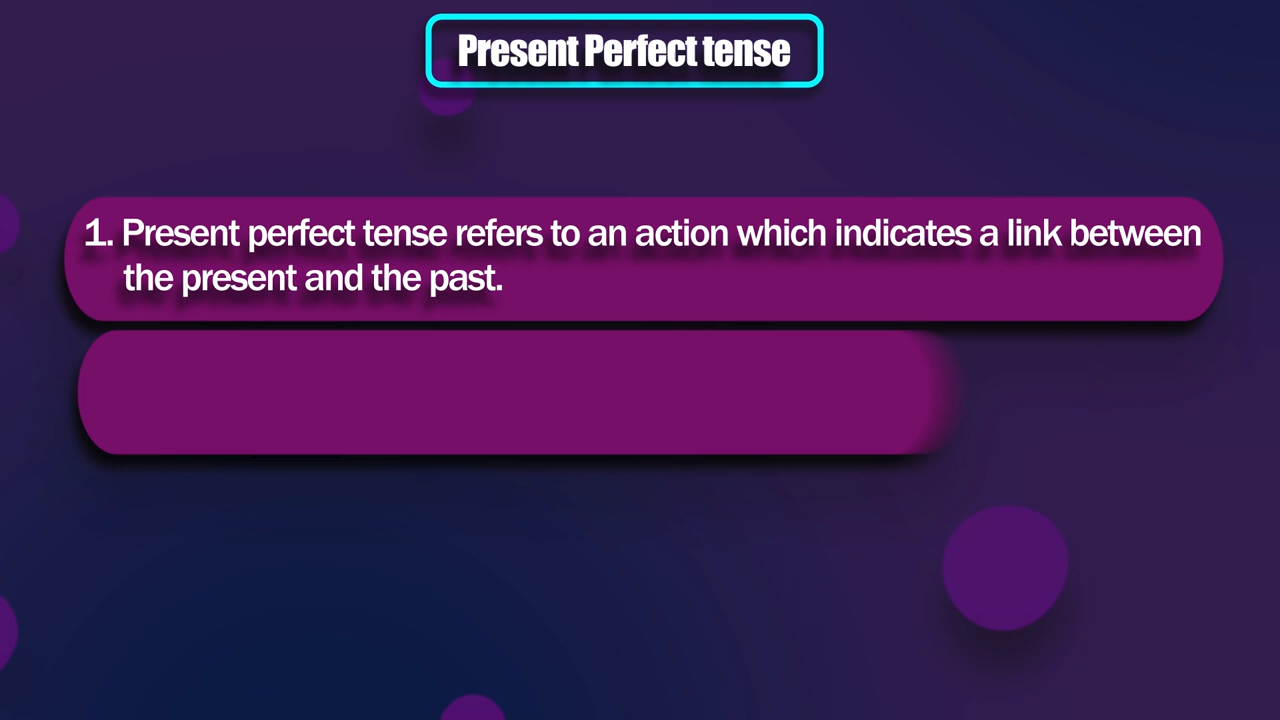 Present Perfect tense
1. Present perfect tense refers to an action which indicates a link between
the present and the past.